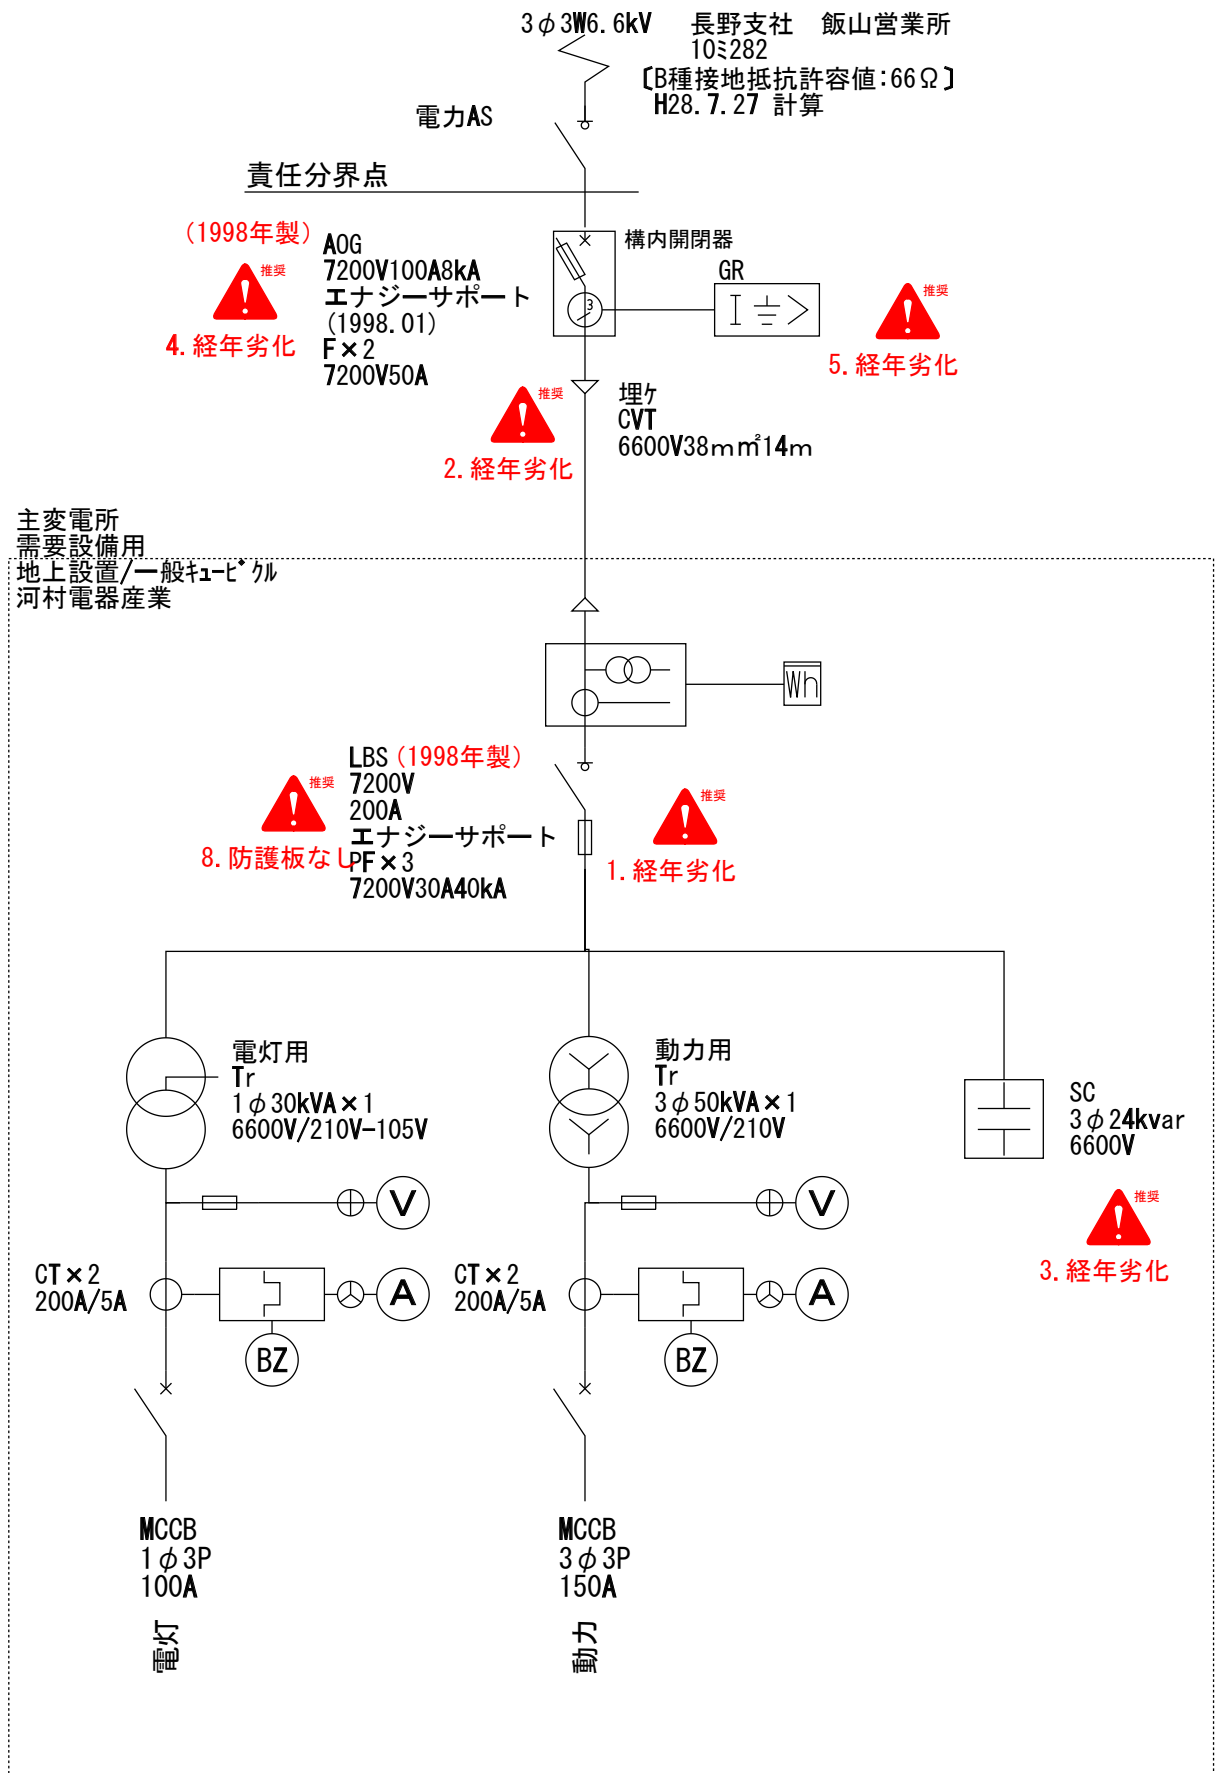 3φ3W6.6kV
長野支社　飯山営業所
10ﾐ282
〔B種接地抵抗許容値:66Ω〕
H28.7.27 計算
電力AS
責任分界点
(1998年製)
AOG
7200V100A8kA
エナジーサポート
(1998.01)
F×2
7200V50A
推奨
4.経年劣化
構内開閉器
3
GR
I
推奨
5.経年劣化
推奨
2.経年劣化
埋ケ
CVT
6600V38mm㎡14m
主変電所
需要設備用
地上設置/一般ｷｭｰﾋﾞｸﾙ
河村電器産業
Wh
LBS (1998年製)
7200V
200A
エナジーサポート
PF×3
7200V30A40kA
推奨
8.防護板なし
推奨
1.経年劣化
電灯用
Tr
1φ30kVA×1
6600V/210V-105V
動力用
Tr
3φ50kVA×1
6600V/210V
SC
3φ24kvar
6600V
推奨
3.経年劣化
V
V
CT×2
200A/5A
A
BZ
CT×2
200A/5A
A
BZ
MCCB
1φ3P
100A
電灯
MCCB
3φ3P
150A
動力